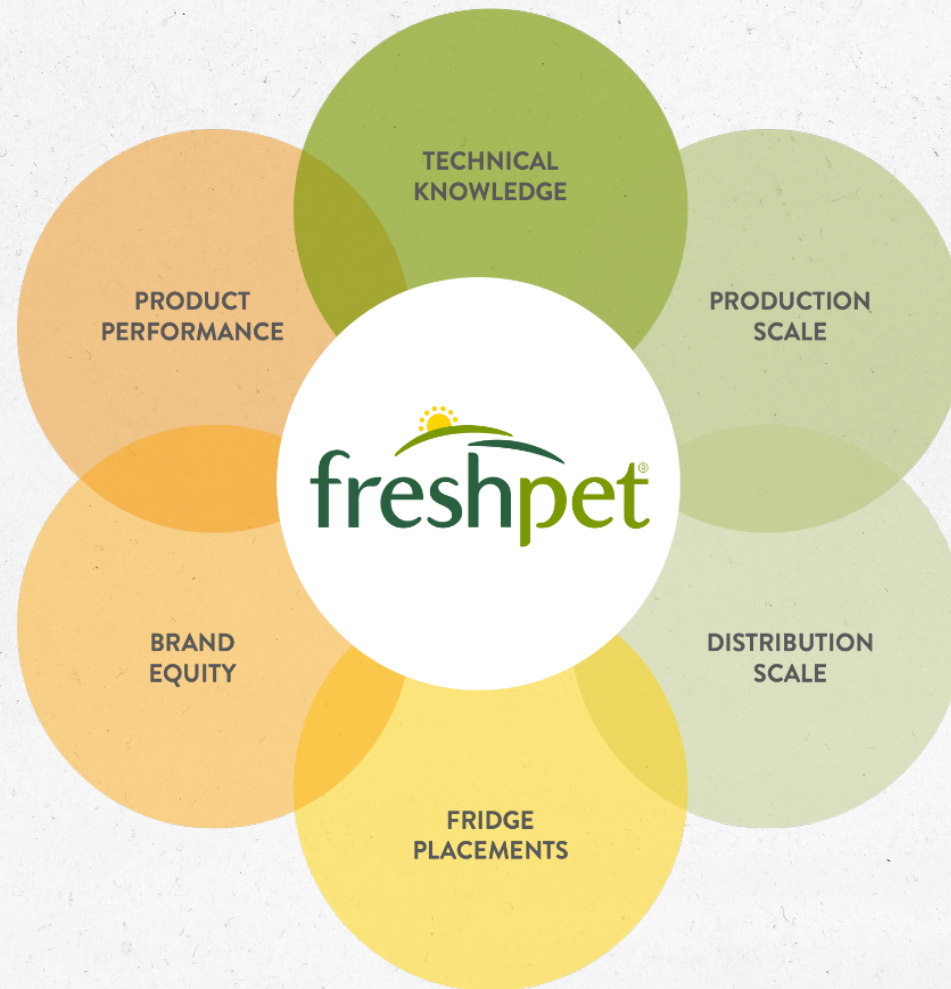 TECHNICAL
KNOWLEDGE
PRODUCT
PERFORMANCE
PRODUCTION
SCALE
freshpet®
BRAND
EQUITY
DISTRIBUTION
SCALE
FRIDGE
PLACEMENTS